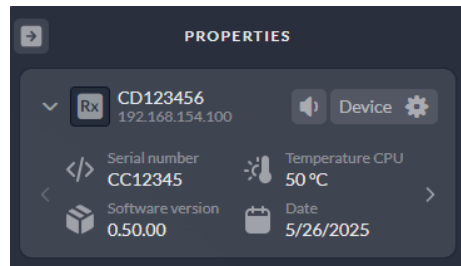 PROPERTIES
Rx
CD123456
192.168.154.100
Device
Serial number
CC12345
Temperature CPU
50 ºC
Software version
0.50.00
Date
5/26/2025